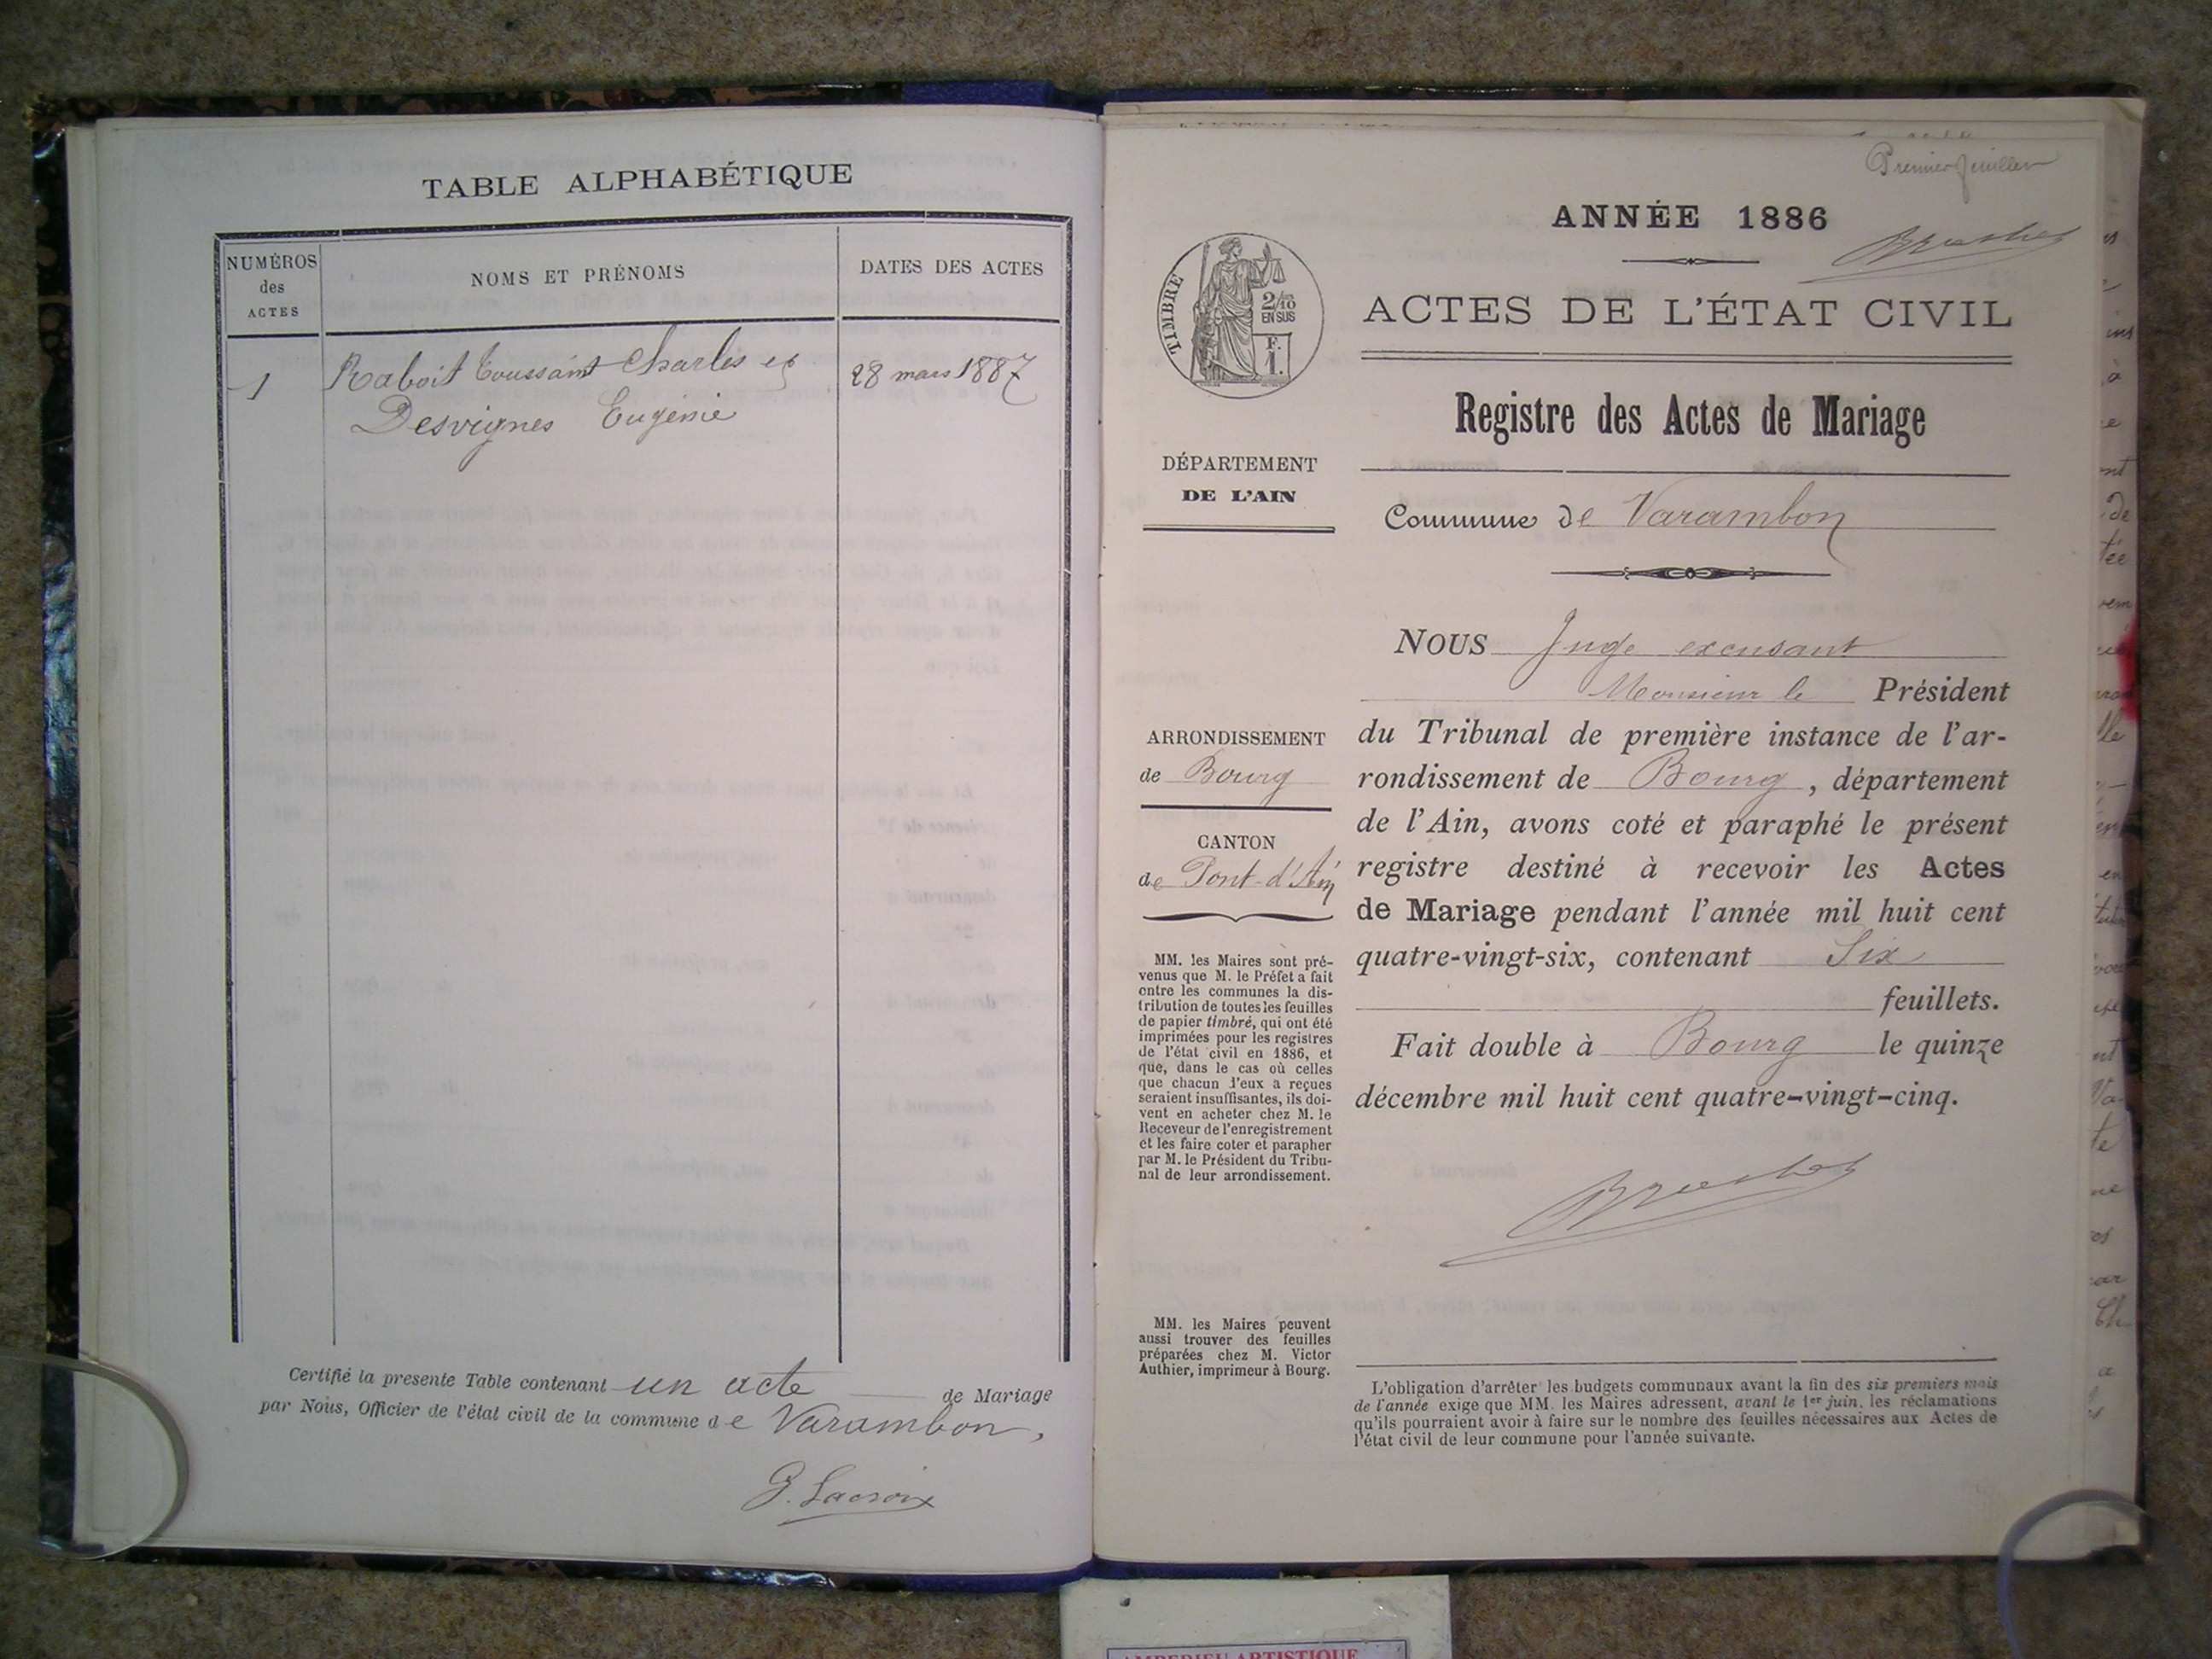 TABLE ALPHABÉTIQUE
NUMÉROS
des
ACTES
NOMS ET PRÉNOMS
DATES DES ACTES
1
Raboit Toussaint Charles et
28 mars 1887
Desvignes Eugénie
Certifié la presente Table contenant un acte de Mariage
par Nous, Officier de l'état civil de la commune de Varambon,
G. Lacroix
Premier feuillet
ANNÉE 1886
TIMBRE
2/10
EN SUS
F.
1.
ACTES DE L'ÉTAT CIVIL
Registre des Actes de Mariage
DÉPARTEMENT
DE L'AIN
Commune de Varambon
NOUS Juge excusant
Monsieur le Président
du Tribunal de première instance de l'ar-
rondissement de Bourg, département
de l'Ain, avons coté et paraphé le présent
registre destiné à recevoir les Actes
de Mariage pendant l'année mil huit cent
quatre-vingt-six, contenant Six
feuillets.
Fait double à Bourg le quinze
décembre mil huit cent quatre-vingt-cinq.
ARRONDISSEMENT
de Bourg
CANTON
de Pont-d'Ain
MM. les Maires sont pré-
venus que M. le Préfet a fait
entre les communes la dis-
tribution de toutes les feuilles
de papier timbré, qui ont été
imprimées pour les registres
de l'état civil en 1886, et
que, dans le cas où celles
que chacun d'eux a reçues
seraient insuffisantes, ils doi-
vent en acheter chez M. le
Receveur de l'enregistrement
et les faire coter et parapher
par M. le Président du Tribu-
nal de leur arrondissement.
MM. les Maires peuvent
aussi trouver des feuilles
préparées chez M. Victor
Authier, imprimeur à Bourg.
L'obligation d'arrêter les budgets communaux avant la fin des six premiers mois
de l'année exige que MM. les Maires adressent, avant le 1er juin, les réclamations
qu'ils pourraient avoir à faire sur le nombre des feuilles nécessaires aux Actes de
l'état civil de leur commune pour l'année suivante.
AMBERIEU ARTISTIQUE